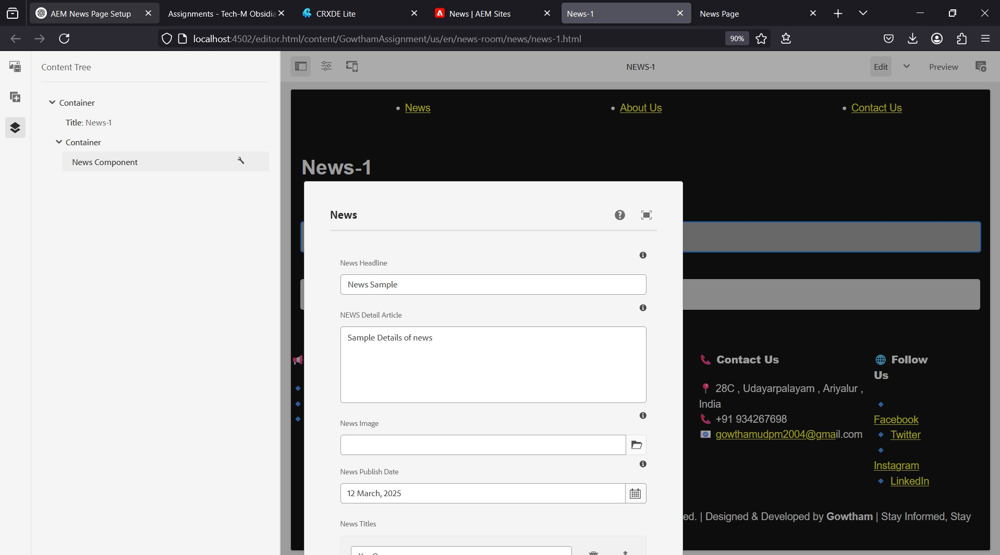 AEM News Page Setup
Assignments - Tech-M Obsidia
CRXDE Lite
News | AEM Sites
News-1
News Page
localhost:4502/editor.html/content/GowthamAssignment/us/en/news-room/news/news-1.html
90%
Content Tree
Container
Title: News-1
Container
News Component
NEWS-1
Edit
Preview
News
About Us
Contact Us
News-1
News
News Headline
News Sample
NEWS Detail Article
Sample Details of news
News Image
News Publish Date
12 March, 2025
News Titles
Contact Us
28C , Udayarpalayam , Ariyalur ,
India
+91 934267698
gowthamudpm2004@gmail.com
Follow
Us
Facebook
Twitter
Instagram
LinkedIn
ed. | Designed & Developed by Gowtham | Stay Informed, Stay